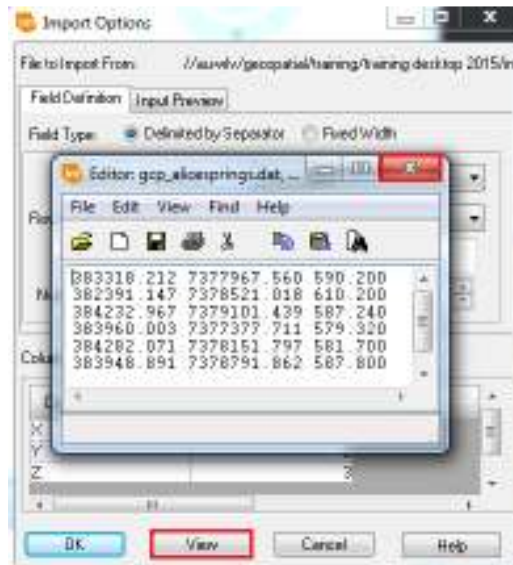 Import Options
File to Import From: //au-wlv/geospatial/training/training desktop 2015/in
Field Definition Input Preview
Field Type: Delimited by Separator Fixed Width
Editor: gcp_alicesprings.dat, ...
File Edit View Find Help
383318.212 7377967.560 590.200
382391.147 7378521.018 610.200
384232.967 7379101.439 587.240
383960.003 7377377.711 579.320
384282.071 7378151.797 581.700
383948.891 7378791.862 587.800
X
Y
Z 3
OK View Cancel Help